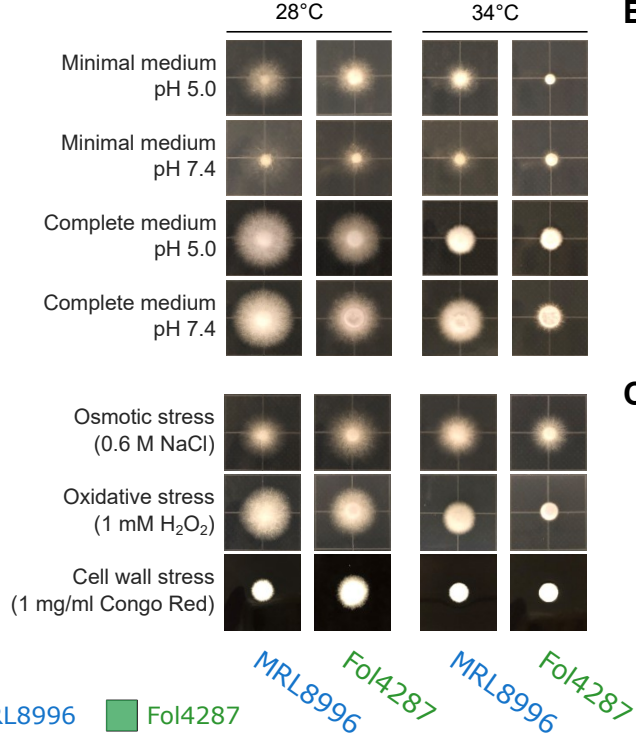 28°C 34°C
Minimal medium
pH 5.0
Minimal medium
pH 7.4
Complete medium
pH 5.0
Complete medium
pH 7.4
Osmotic stress
(0.6 M NaCl)
Oxidative stress
(1 mM H₂O₂)
Cell wall stress
(1 mg/ml Congo Red)
MRL8996 Fol4287 MRL8996 Fol4287
RL8996 Fol4287